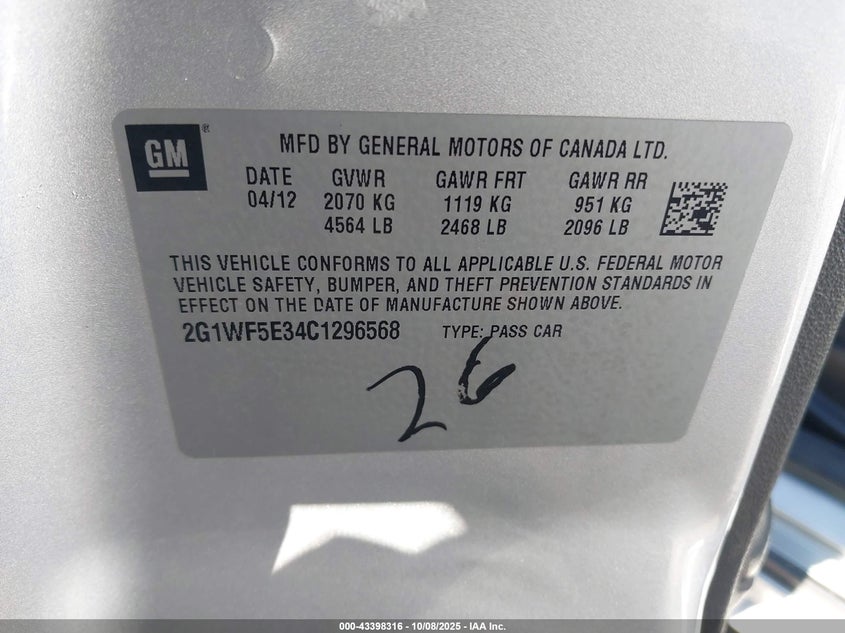 GM®
MFD BY GENERAL MOTORS OF CANADA LTD.
DATE GVWR GAWR FRT GAWR RR
04/12 2070 KG 1119 KG 951 KG
4564 LB 2468 LB 2096 LB
THIS VEHICLE CONFORMS TO ALL APPLICABLE U.S. FEDERAL MOTOR
VEHICLE SAFETY, BUMPER, AND THEFT PREVENTION STANDARDS IN
EFFECT ON THE DATE OF MANUFACTURE SHOWN ABOVE.
2G1WF5E34C1296568 TYPE: PASS CAR
26
000-43398316 - 10/08/2025 - IAA Inc.